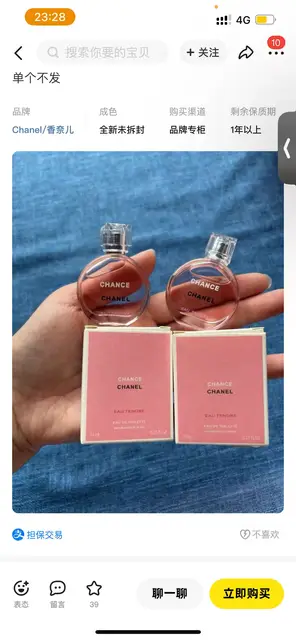 23:28
4G
搜索你要的宝贝
+ 关注
10
单个不发
品牌
成色
购买渠道
剩余保质期
Chanel/香奈儿
全新未拆封
品牌专柜
1年以上
CHANCE
CHANEL
CHANCE
CHANEL
CHANCE
CHANEL
EAU TENDRE
CHANCE
CHANEL
EAU TENDRE
担保交易
不喜欢
表态
留言
39
聊一聊
立即购买